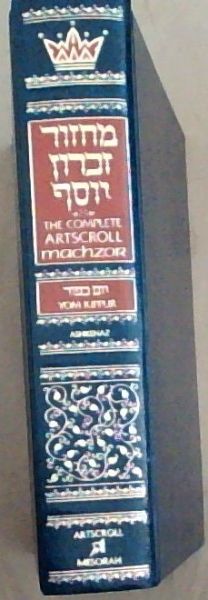 מחזור
זכרון
יוסף
THE COMPLETE
ARTSCROLL
machzor
יום כפור
YOM KIPPUR
ASHKENAZ
ARTSCROLL
MESORAH